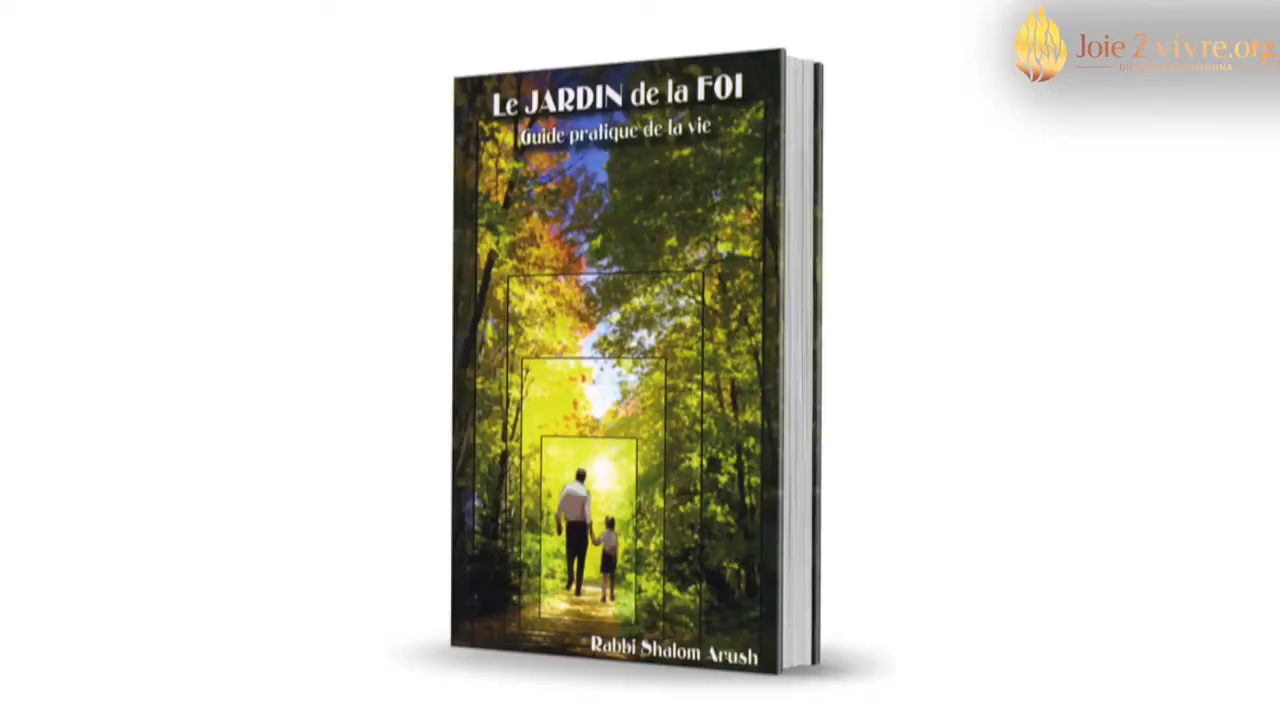 Joie 2 vivre.org
Le JARDIN de la FOI
Guide pratique de la vie
Rabbi Shalom Arush